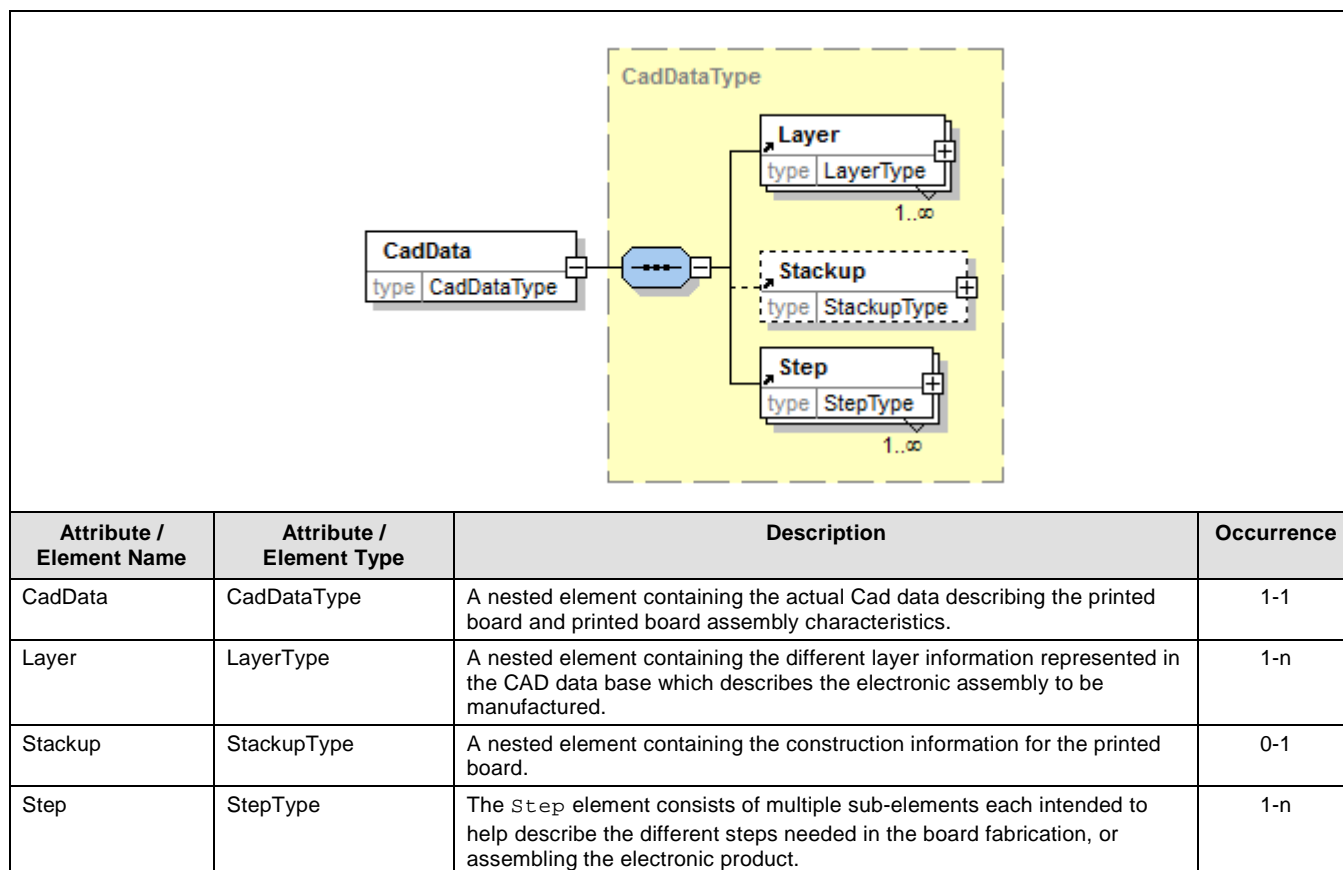 CadDataType
Layer
type LayerType
1..∞
CadData
type CadDataType
Stackup
type StackupType
Step
type StepType
1..∞
Attribute / Element Name
Attribute / Element Type
Description
Occurrence
CadData
CadDataType
A nested element containing the actual Cad data describing the printed
board and printed board assembly characteristics.
1-1
Layer
LayerType
A nested element containing the different layer information represented in
the CAD data base which describes the electronic assembly to be
manufactured.
1-n
Stackup
StackupType
A nested element containing the construction information for the printed
board.
0-1
Step
StepType
The Step element consists of multiple sub-elements each intended to
help describe the different steps needed in the board fabrication, or
assembling the electronic product.
1-n